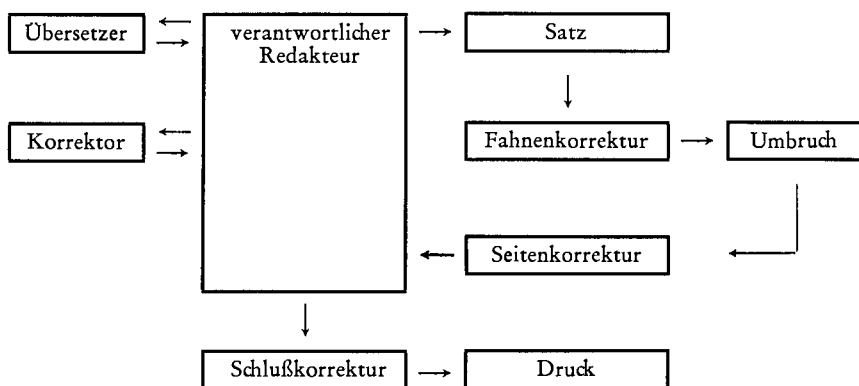 Übersetzer
verantwortlicher
Redakteur
Satz
Korrektor
Fahnenkorrektur
Umbruch
Seitenkorrektur
Schlußkorrektur
Druck